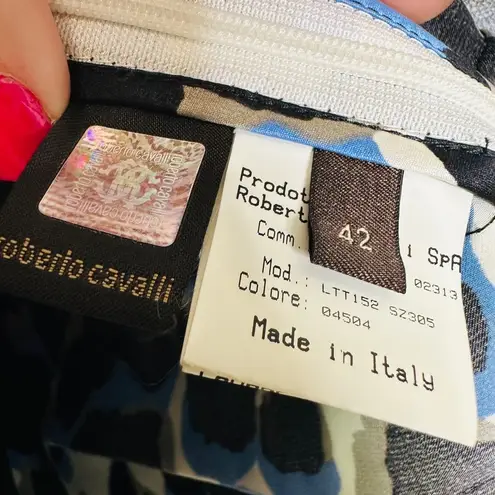 roberto cavalli
42
Prodot
Robert
i SpA
Comm.
02313
Mod.: LTT152 SZ305
Colore: 04504
Made in Italy